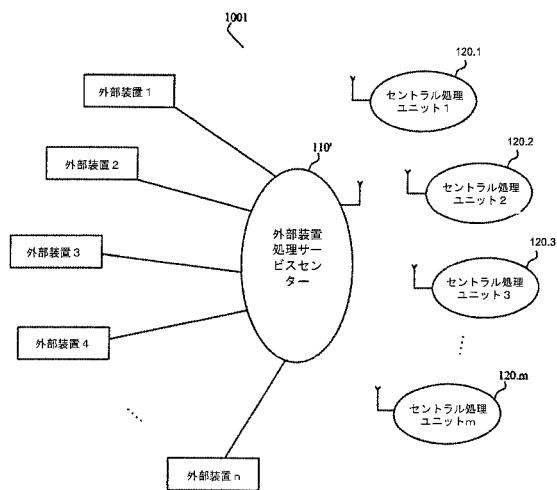 1001
外部装置1
外部装置2
外部装置3
外部装置4
外部装置n
110'
外部装置
処理サー
ビスセン
ター
120.1
セントラル処理
ユニット1
120.2
セントラル処理
ユニット2
120.3
セントラル処理
ユニット3
120.m
セントラル処理
ユニットm